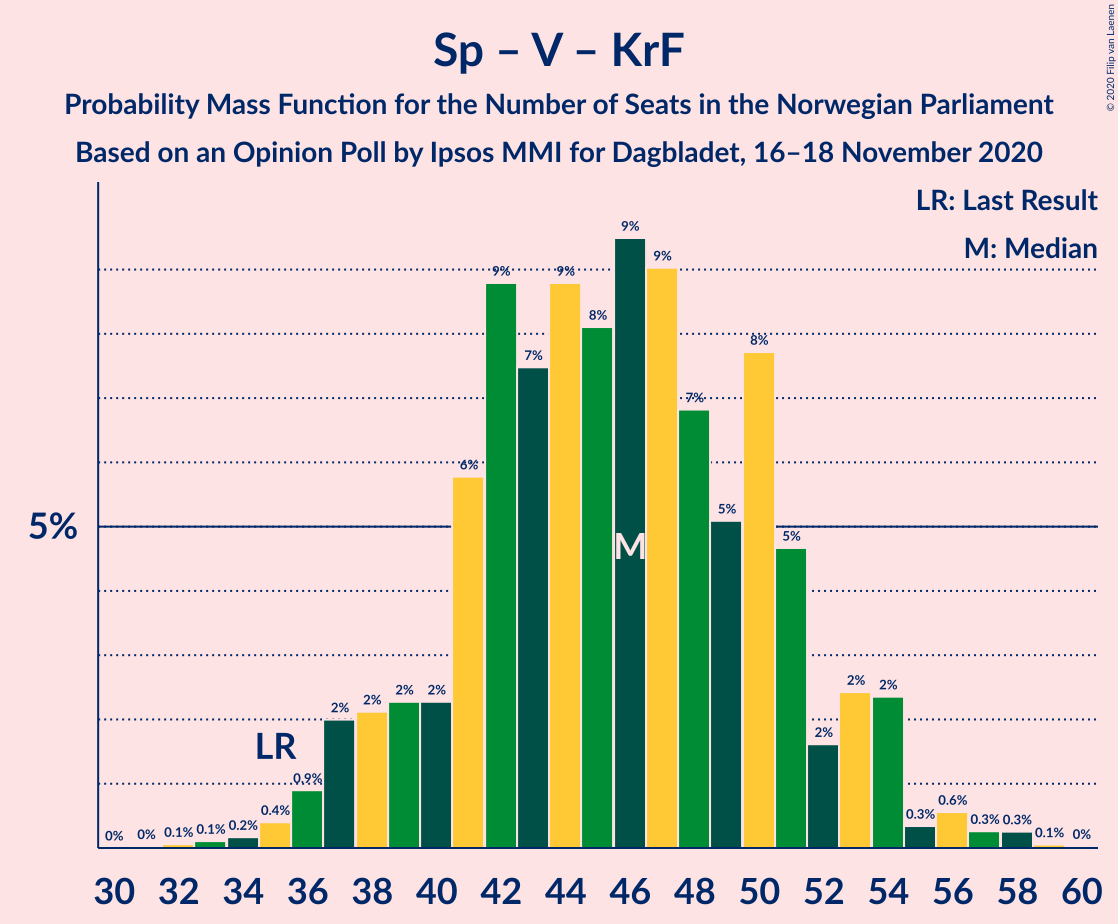 Sp – V – KrF
Probability Mass Function for the Number of Seats in the Norwegian Parliament
Based on an Opinion Poll by Ipsos MMI for Dagbladet, 16–18 November 2020
© 2020 Filip van Laenen
LR: Last Result
M: Median
5%
LR
M
0% 0% 0.1% 0.1% 0.2% 0.4% 0.9% 2% 2% 2% 2% 6% 9% 7% 9% 8% 9% 9% 7% 5% 8% 5% 2% 2% 2% 0.3% 0.6% 0.3% 0.3% 0.1% 0%
30 32 34 36 38 40 42 44 46 48 50 52 54 56 58 60